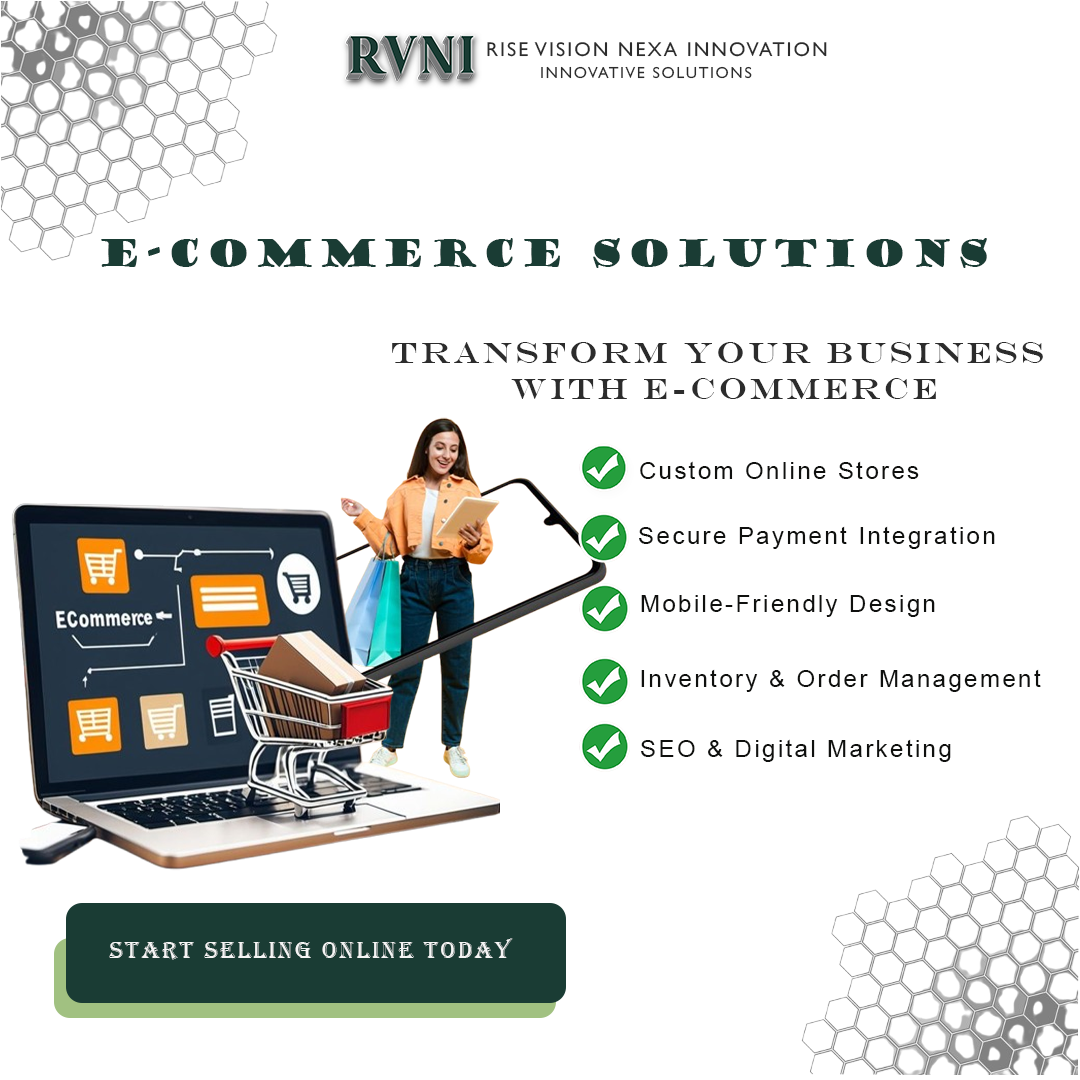 RVNI RISE VISION NEXA INNOVATION
INNOVATIVE SOLUTIONS
E-COMMERCE SOLUTIONS
TRANSFORM YOUR BUSINESS
WITH E-COMMERCE
Custom Online Stores
Secure Payment Integration
Mobile-Friendly Design
Inventory & Order Management
SEO & Digital Marketing
ECommerce
START SELLING ONLINE TODAY